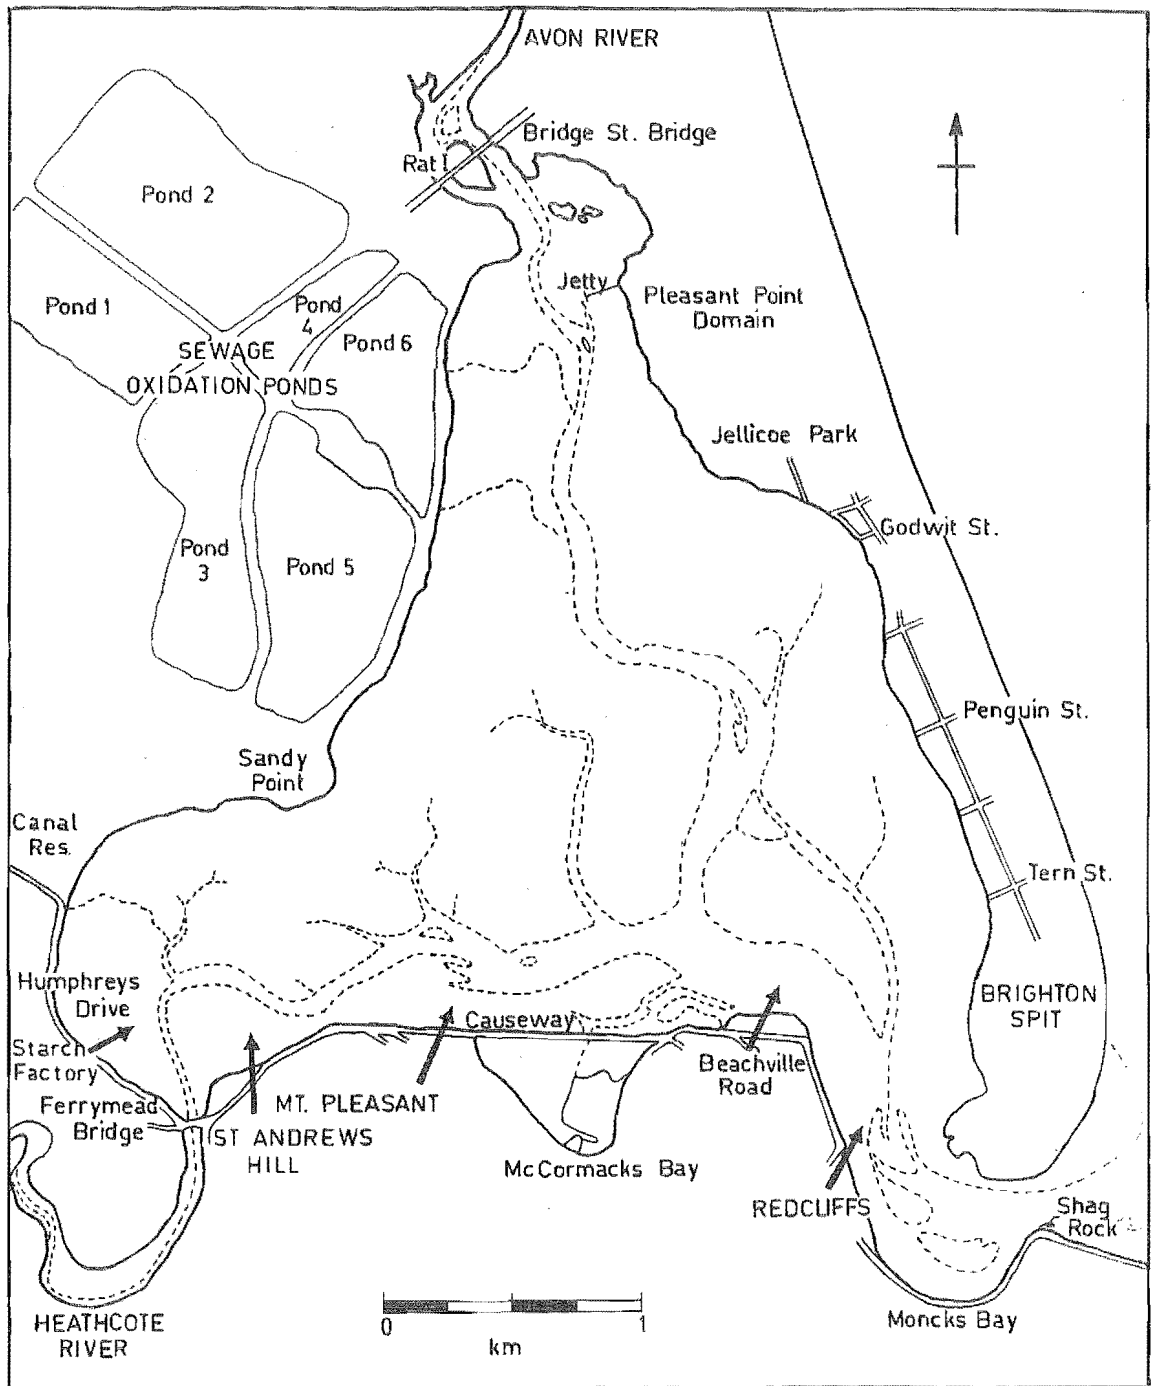 AVON RIVER
Bridge St. Bridge
Rat I
Pond 2
Jetty
Pleasant Point
Domain
Pond 1
Pond
4
Pond 6
SEWAGE
OXIDATION PONDS
Jellicoe Park
Godwit St.
Pond
3
Pond 5
Penguin St.
Sandy
Point
Canal
Res.
Tern St.
Humphreys
Drive
BRIGHTON
SPIT
Causeway
Starch
Factory
Beachville
Road
Ferrymead
Bridge
MT. PLEASANT
ST ANDREWS
HILL
McCormacks Bay
REDCLIFFS
Shag
Rock
HEATHCOTE
RIVER
0
1
km
Moncks Bay